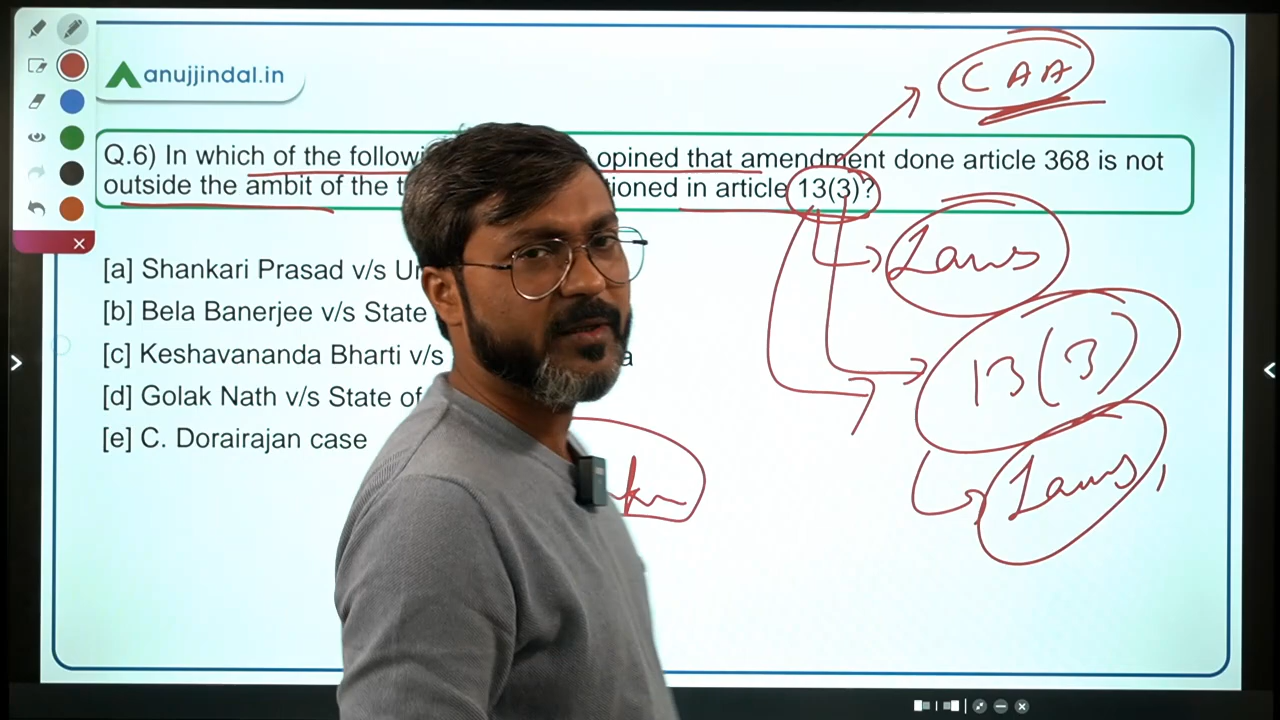 anujjindal.in
CAA
Q.6) In which of the opined that amendment done article 368 is not
outside the ambit of the in article 13(3)?
Laws
[a] Shankari Prasad v/s
[b] Bela Banerjee v/s State
[c] Keshavananda Bharti v/s
13(3)
[d] Golak Nath v/s State of
[e] C. Dorairajan case
Laws,